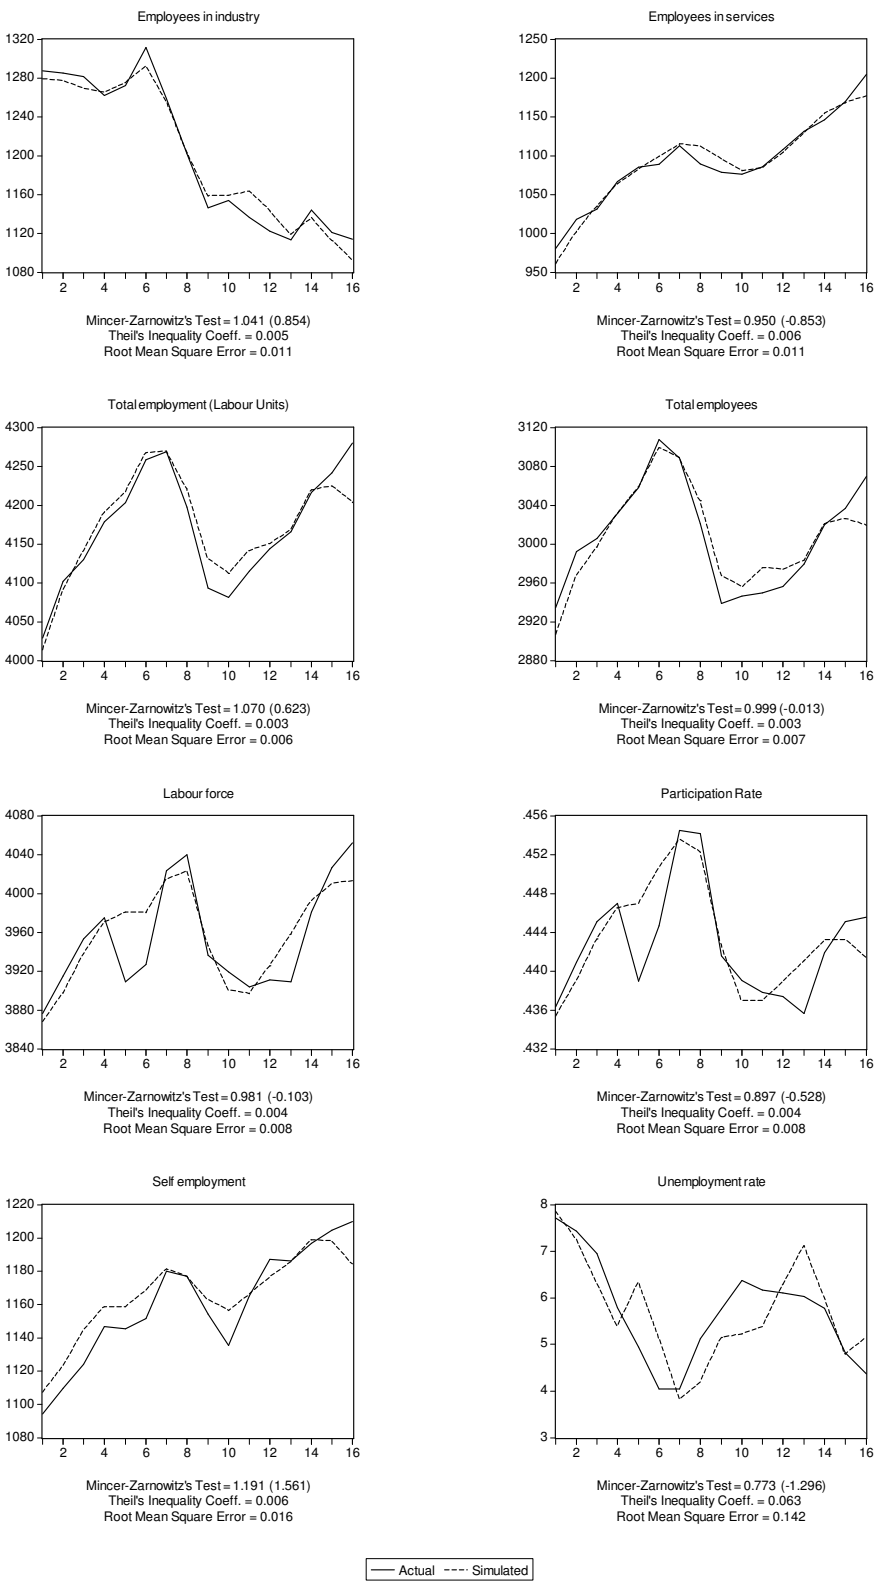 Employees in industry
1320
1280
1240
1200
1160
1120
1080
2 4 6 8 10 12 14 16
Mincer-Zarnowitz's Test = 1.041 (0.854)
Theil's Inequality Coeff. = 0.005
Root Mean Square Error = 0.011
Employees in services
1250
1200
1150
1100
1050
1000
950
2 4 6 8 10 12 14 16
Mincer-Zarnowitz's Test = 0.950 (-0.853)
Theil's Inequality Coeff. = 0.006
Root Mean Square Error = 0.011
Total employment (Labour Units)
4300
4250
4200
4150
4100
4050
4000
2 4 6 8 10 12 14 16
Mincer-Zarnowitz's Test = 1.070 (0.623)
Theil's Inequality Coeff. = 0.003
Root Mean Square Error = 0.006
Total employees
3120
3080
3040
3000
2960
2920
2880
2 4 6 8 10 12 14 16
Mincer-Zarnowitz's Test = 0.999 (-0.013)
Theil's Inequality Coeff. = 0.003
Root Mean Square Error = 0.007
Labour force
4080
4040
4000
3960
3920
3880
3840
2 4 6 8 10 12 14 16
Mincer-Zarnowitz's Test = 0.981 (-0.103)
Theil's Inequality Coeff. = 0.004
Root Mean Square Error = 0.008
Participation Rate
.456
.452
.448
.444
.440
.436
.432
2 4 6 8 10 12 14 16
Mincer-Zarnowitz's Test = 0.897 (-0.528)
Theil's Inequality Coeff. = 0.004
Root Mean Square Error = 0.008
Self employment
1220
1200
1180
1160
1140
1120
1100
1080
2 4 6 8 10 12 14 16
Mincer-Zarnowitz's Test = 1.191 (1.561)
Theil's Inequality Coeff. = 0.006
Root Mean Square Error = 0.016
Unemployment rate
8
7
6
5
4
3
2 4 6 8 10 12 14 16
Mincer-Zarnowitz's Test = 0.773 (-1.296)
Theil's Inequality Coeff. = 0.063
Root Mean Square Error = 0.142
Actual Simulated